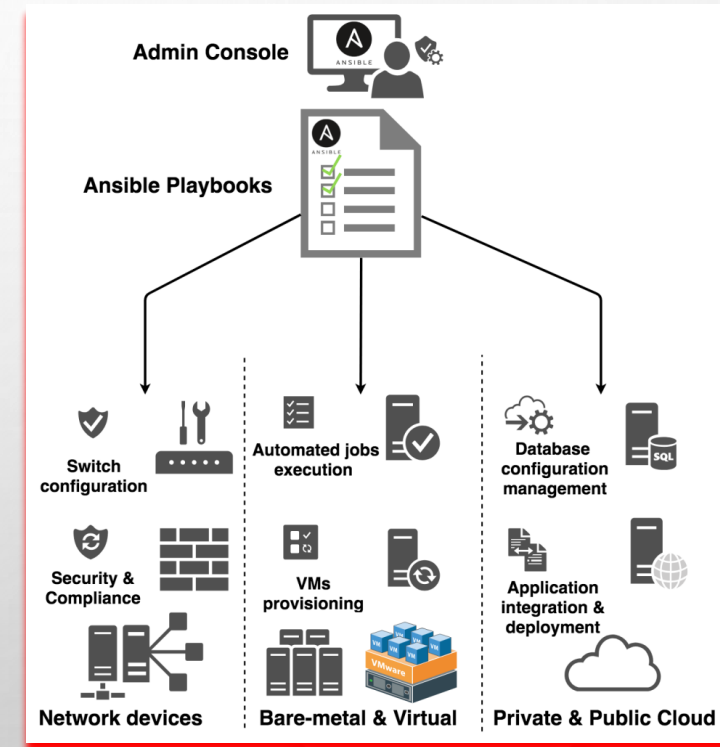 Admin Console
ANSIBLE
ANSIBLE
Ansible Playbooks
Switch
configuration
Security &
Compliance
Network devices
Automated jobs
execution
VMs
provisioning
VM
VM
VM
VM
VM
VM
VMware
Bare-metal & Virtual
Database
configuration
management
SQL
Application
integration &
deployment
Private & Public Cloud